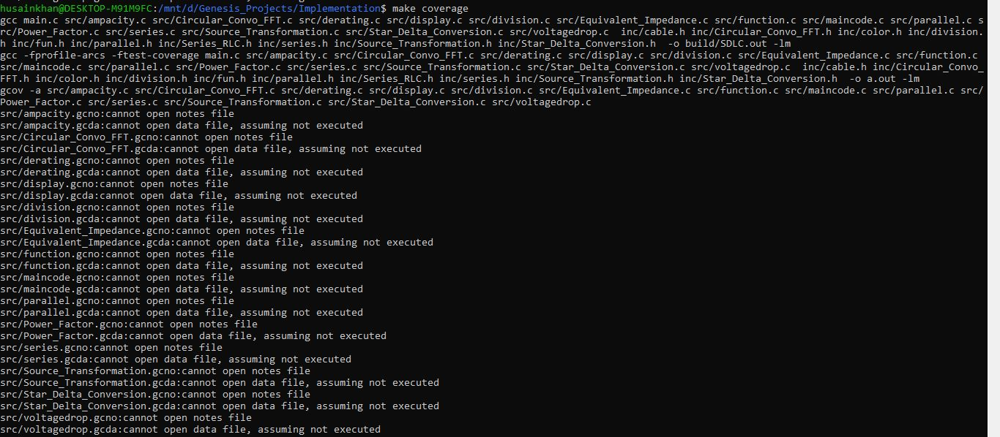 husainkhan@DESKTOP-M91M9FC:/mnt/d/Genesis_Projects/Implementation$ make coverage
gcc main.c src/ampacity.c src/Circular_Convo_FFT.c src/derating.c src/display.c src/division.c src/Equivalent_Impedance.c src/function.c src/maincode.c src/parallel.c s
rc/Power_Factor.c src/series.c src/Source_Transformation.c src/Star_Delta_Conversion.c src/voltagedrop.c  inc/cable.h inc/Circular_Convo_FFT.h inc/color.h inc/division.
h inc/fun.h inc/parallel.h inc/Series_RLC.h inc/series.h inc/Source_Transformation.h inc/Star_Delta_Conversion.h  -o build/SDLC.out -lm
gcc -fprofile-arcs -ftest-coverage main.c src/ampacity.c src/Circular_Convo_FFT.c src/derating.c src/display.c src/division.c src/Equivalent_Impedance.c src/function.c
src/maincode.c src/parallel.c src/Power_Factor.c src/series.c src/Source_Transformation.c src/Star_Delta_Conversion.c src/voltagedrop.c  inc/cable.h inc/Circular_Convo_
FFT.h inc/color.h inc/division.h inc/fun.h inc/parallel.h inc/Series_RLC.h inc/series.h inc/Source_Transformation.h inc/Star_Delta_Conversion.h  -o a.out -lm
gcov -a src/ampacity.c src/Circular_Convo_FFT.c src/derating.c src/display.c src/division.c src/Equivalent_Impedance.c src/function.c src/maincode.c src/parallel.c src/
Power_Factor.c src/series.c src/Source_Transformation.c src/Star_Delta_Conversion.c src/voltagedrop.c
src/ampacity.gcno:cannot open notes file
src/ampacity.gcda:cannot open data file, assuming not executed
src/Circular_Convo_FFT.gcno:cannot open notes file
src/Circular_Convo_FFT.gcda:cannot open data file, assuming not executed
src/derating.gcno:cannot open notes file
src/derating.gcda:cannot open data file, assuming not executed
src/display.gcno:cannot open notes file
src/display.gcda:cannot open data file, assuming not executed
src/division.gcno:cannot open notes file
src/division.gcda:cannot open data file, assuming not executed
src/Equivalent_Impedance.gcno:cannot open notes file
src/Equivalent_Impedance.gcda:cannot open data file, assuming not executed
src/function.gcno:cannot open notes file
src/function.gcda:cannot open data file, assuming not executed
src/maincode.gcno:cannot open notes file
src/maincode.gcda:cannot open data file, assuming not executed
src/parallel.gcno:cannot open notes file
src/parallel.gcda:cannot open data file, assuming not executed
src/Power_Factor.gcno:cannot open notes file
src/Power_Factor.gcda:cannot open data file, assuming not executed
src/series.gcno:cannot open notes file
src/series.gcda:cannot open data file, assuming not executed
src/Source_Transformation.gcno:cannot open notes file
src/Source_Transformation.gcda:cannot open data file, assuming not executed
src/Star_Delta_Conversion.gcno:cannot open notes file
src/Star_Delta_Conversion.gcda:cannot open data file, assuming not executed
src/voltagedrop.gcno:cannot open notes file
src/voltagedrop.gcda:cannot open data file, assuming not executed